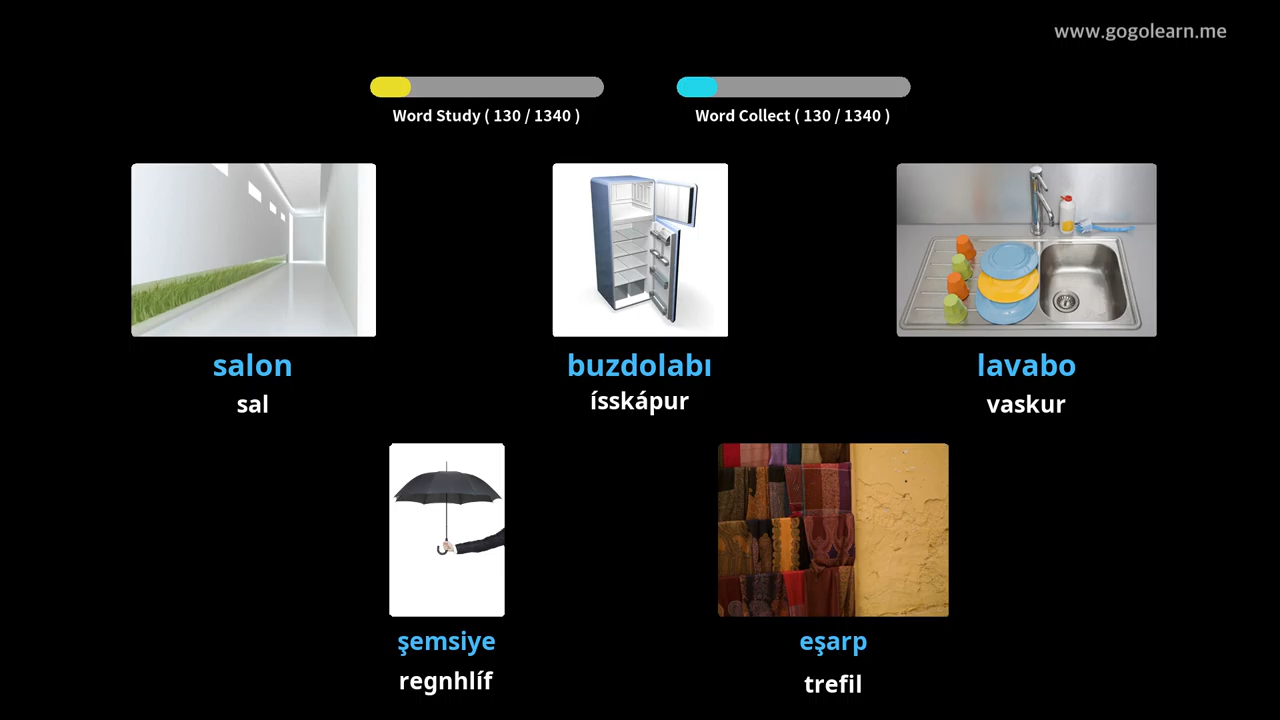 www.gogolearn.me
Word Study ( 130 / 1340 )
Word Collect ( 130 / 1340 )
salon
sal
buzdolabı
ísskápur
lavabo
vaskur
şemsiye
regnhlíf
eşarp
trefil